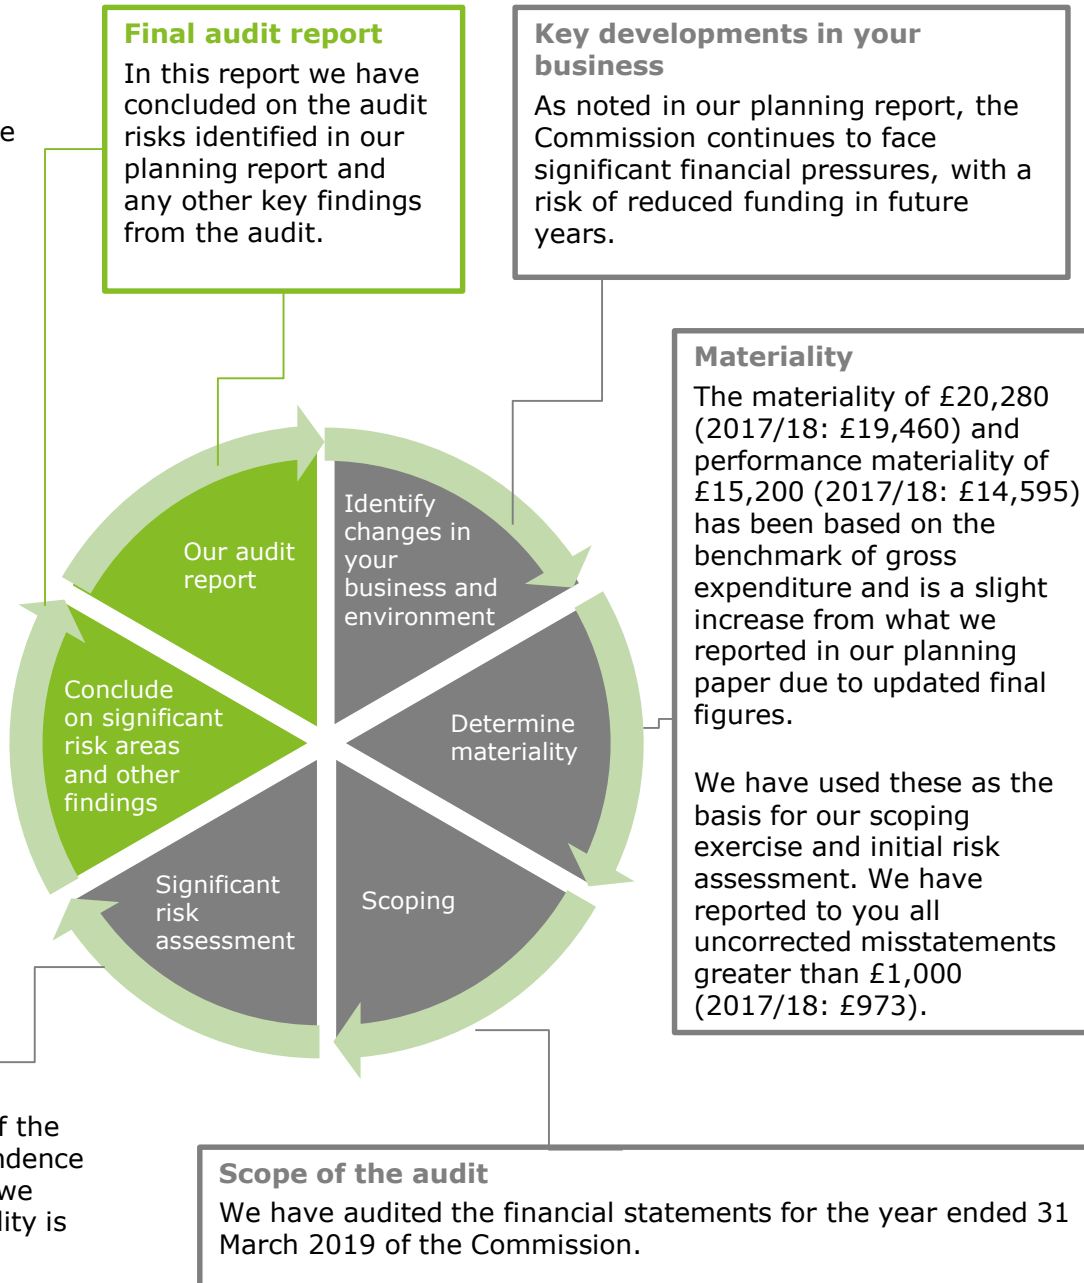 Final audit report
In this report we have
concluded on the audit
risks identified in our
planning report and
any other key findings
from the audit.
Key developments in your
business
As noted in our planning report, the
Commission continues to face
significant financial pressures, with a
risk of reduced funding in future
years.
e
Materiality
The materiality of £20,280
(2017/18: £19,460) and
performance materiality of
£15,200 (2017/18: £14,595)
has been based on the
benchmark of gross
expenditure and is a slight
increase from what we
reported in our planning
paper due to updated final
figures.
We have used these as the
basis for our scoping
exercise and initial risk
assessment. We have
reported to you all
uncorrected misstatements
greater than £1,000
(2017/18: £973).
Identify
changes in
your
business and
environment
Our audit
report
Conclude
on significant
risk areas
and other
findings
Determine
materiality
Significant
risk
assessment
Scoping
f the
ndence
we
lity is
Scope of the audit
We have audited the financial statements for the year ended 31
March 2019 of the Commission.